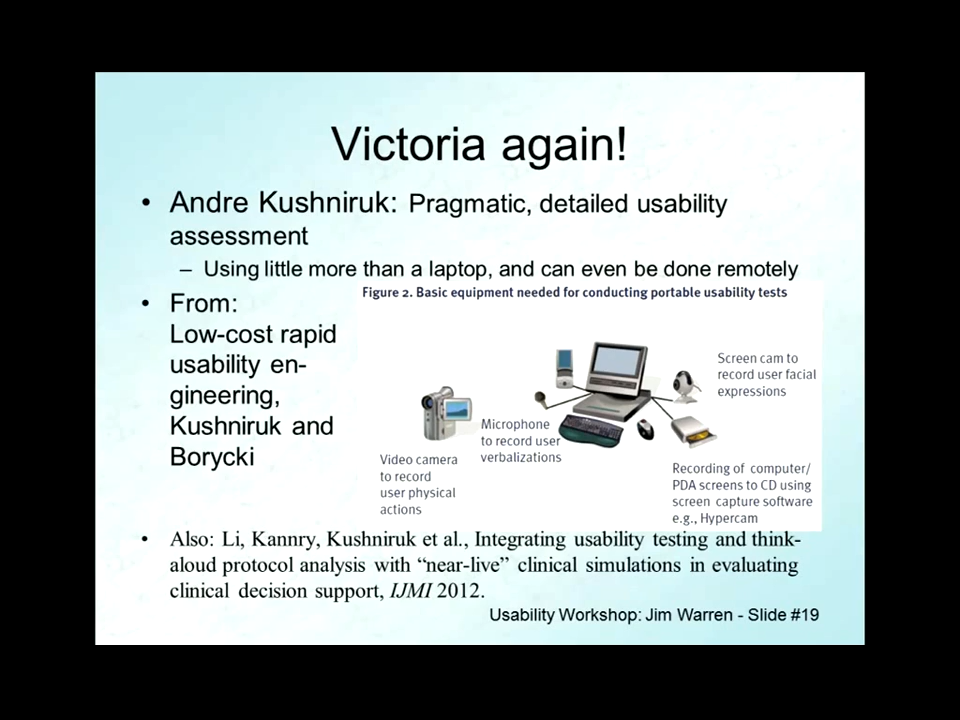 Victoria again!
• Andre Kushniruk: Pragmatic, detailed usability
assessment
– Using little more than a laptop, and can even be done remotely
• From:
Low-cost rapid
usability en-
gineering,
Kushniruk and
Borycki
Figure 2. Basic equipment needed for conducting portable usability tests
Screen cam to
record user facial
expressions
Microphone
to record user
verbalizations
Video camera
to record
user physical
actions
Recording of computer/
PDA screens to CD using
screen capture software
e.g., Hypercam
• Also: Li, Kannry, Kushniruk et al., Integrating usability testing and think-
aloud protocol analysis with “near-live” clinical simulations in evaluating
clinical decision support, IJMI 2012.
Usability Workshop: Jim Warren - Slide #19